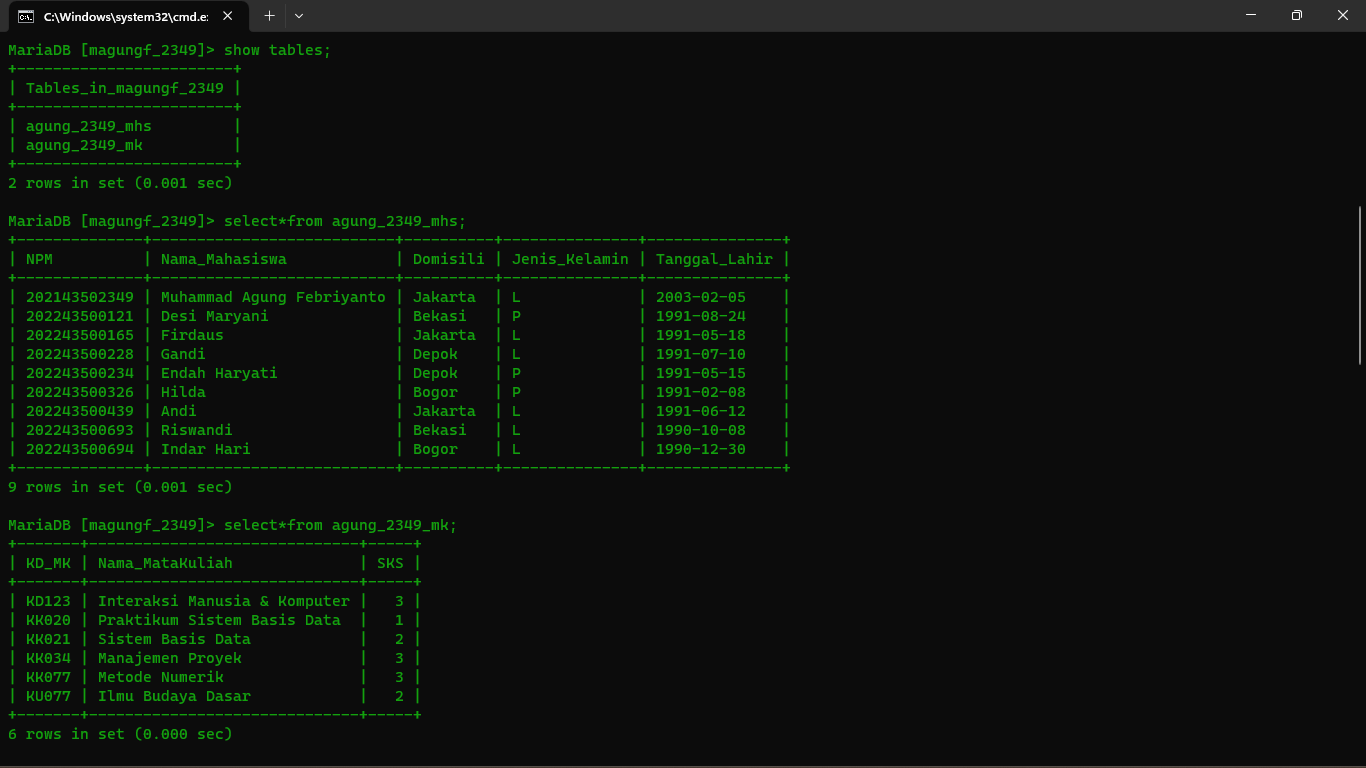 C:\Windows\system32\cmd.e:
MariaDB [magungf_2349]> show tables;
+------------------------+
| Tables_in_magungf_2349 |
+------------------------+
| agung_2349_mhs         |
| agung_2349_mk          |
+------------------------+
2 rows in set (0.001 sec)
MariaDB [magungf_2349]> select*from agung_2349_mhs;
+--------------+---------------------------+----------+---------------+---------------+
| NPM          | Nama_Mahasiswa            | Domisili | Jenis_Kelamin | Tanggal_Lahir |
+--------------+---------------------------+----------+---------------+---------------+
| 202143502349 | Muhammad Agung Febriyanto | Jakarta  | L             | 2003-02-05    |
| 202243500121 | Desi Maryani              | Bekasi   | P             | 1991-08-24    |
| 202243500165 | Firdaus                   | Jakarta  | L             | 1991-05-18    |
| 202243500228 | Gandi                     | Depok    | L             | 1991-07-10    |
| 202243500234 | Endah Haryati             | Depok    | P             | 1991-05-15    |
| 202243500326 | Hilda                     | Bogor    | P             | 1991-02-08    |
| 202243500439 | Andi                      | Jakarta  | L             | 1991-06-12    |
| 202243500693 | Riswandi                  | Bekasi   | L             | 1990-10-08    |
| 202243500694 | Indar Hari                | Bogor    | L             | 1990-12-30    |
+--------------+---------------------------+----------+---------------+---------------+
9 rows in set (0.001 sec)
MariaDB [magungf_2349]> select*from agung_2349_mk;
+-------+------------------------------+-----+
| KD_MK | Nama_MataKuliah              | SKS |
+-------+------------------------------+-----+
| KD123 | Interaksi Manusia & Komputer |   3 |
| KK020 | Praktikum Sistem Basis Data  |   1 |
| KK021 | Sistem Basis Data            |   2 |
| KK034 | Manajemen Proyek             |   3 |
| KK077 | Metode Numerik               |   3 |
| KU077 | Ilmu Budaya Dasar            |   2 |
+-------+------------------------------+-----+
6 rows in set (0.000 sec)